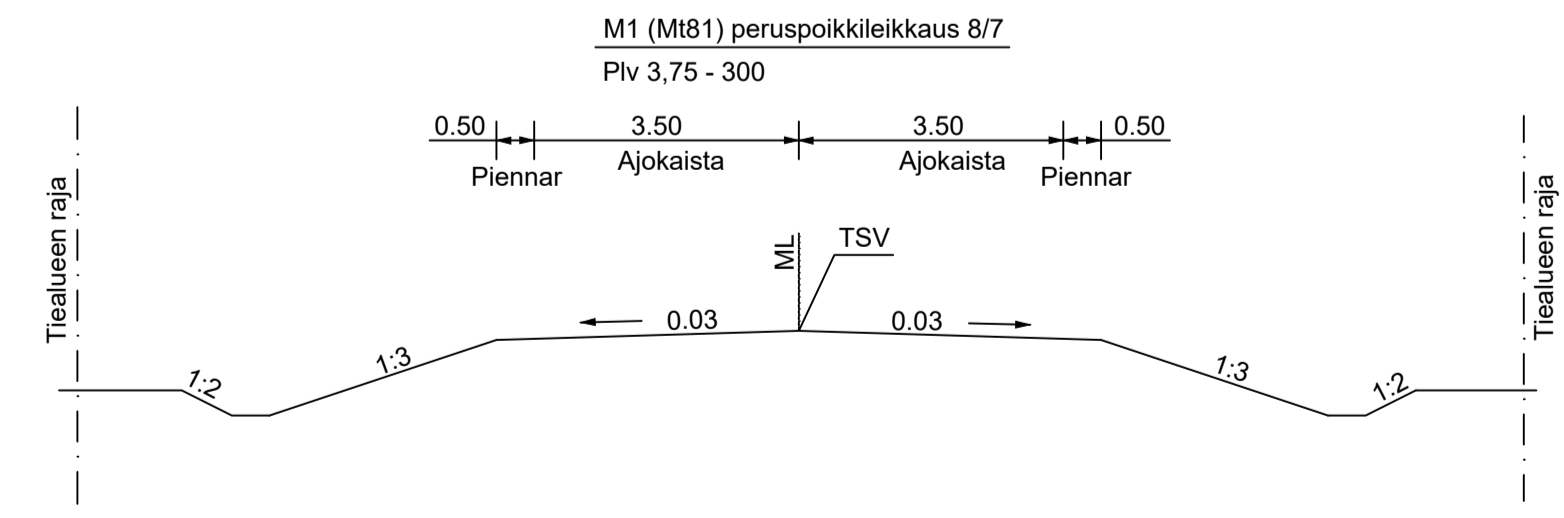 M1 (Mt81) peruspoikkileikkaus 8/7
Plv 3,75 - 300
0.50 3.50 3.50 0.50
Piennar Ajokaista Ajokaista Piennar
Tiealueen raja
ML
TSV
Tiealueen raja
0.03 0.03
1:2 1:3 1:3 1:2